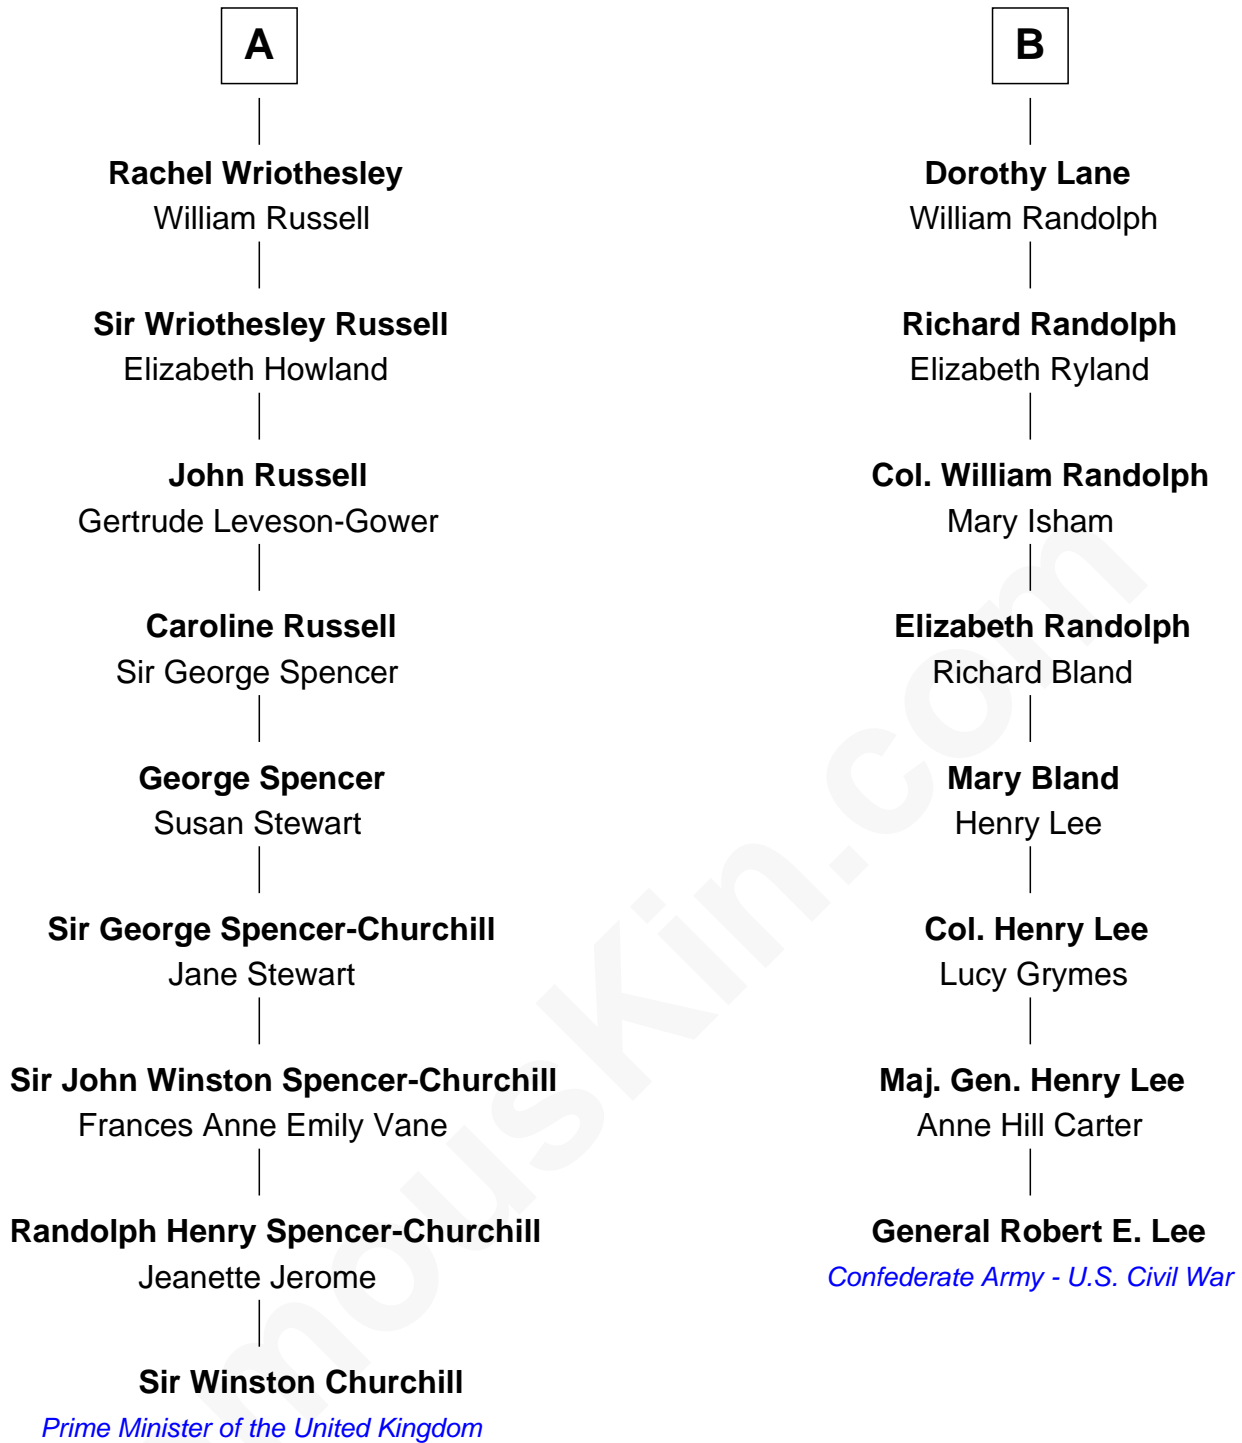 A
Rachel Wriothesley
William Russell
Sir Wriothesley Russell
Elizabeth Howland
John Russell
Gertrude Leveson-Gower
Caroline Russell
Sir George Spencer
George Spencer
Susan Stewart
Sir George Spencer-Churchill
Jane Stewart
Sir John Winston Spencer-Churchill
Frances Anne Emily Vane
Randolph Henry Spencer-Churchill
Jeanette Jerome
Sir Winston Churchill
Prime Minister of the United Kingdom
B
Dorothy Lane
William Randolph
Richard Randolph
Elizabeth Ryland
Col. William Randolph
Mary Isham
Elizabeth Randolph
Richard Bland
Mary Bland
Henry Lee
Col. Henry Lee
Lucy Grymes
Maj. Gen. Henry Lee
Anne Hill Carter
General Robert E. Lee
Confederate Army - U.S. Civil War
mousKin.com